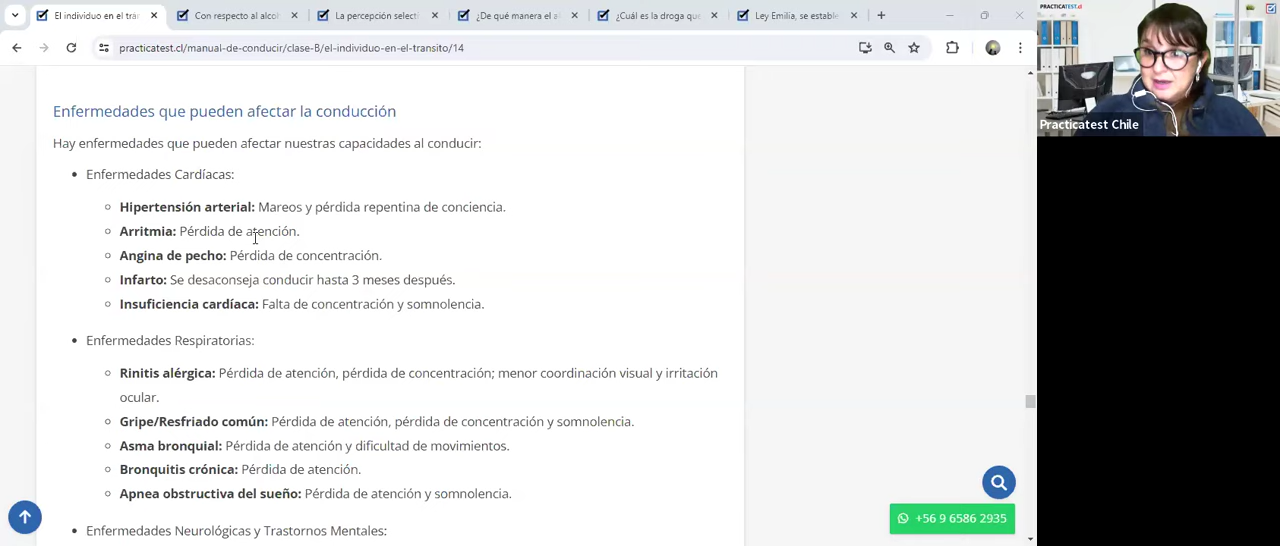 El individuo en el tra
Con respecto al alcoh
La percepción selecti
¿De qué manera el a
¿Cuál es la droga que
Ley Emilia, se estable
practicatest.cl/manual-de-conducir/clase-B/el-individuo-en-el-transito/14
PRACTICATEST.cl
Practicatest Chile
Enfermedades que pueden afectar la conducción
Hay enfermedades que pueden afectar nuestras capacidades al conducir:
Enfermedades Cardíacas:
Hipertensión arterial: Mareos y pérdida repentina de conciencia.
Arritmia: Pérdida de atención.
Angina de pecho: Pérdida de concentración.
Infarto: Se desaconseja conducir hasta 3 meses después.
Insuficiencia cardíaca: Falta de concentración y somnolencia.
Enfermedades Respiratorias:
Rinitis alérgica: Pérdida de atención, pérdida de concentración; menor coordinación visual y irritación
ocular.
Gripe/Resfriado común: Pérdida de atención, pérdida de concentración y somnolencia.
Asma bronquial: Pérdida de atención y dificultad de movimientos.
Bronquitis crónica: Pérdida de atención.
Apnea obstructiva del sueño: Pérdida de atención y somnolencia.
+56 9 6586 2935
Enfermedades Neurológicas y Trastornos Mentales: